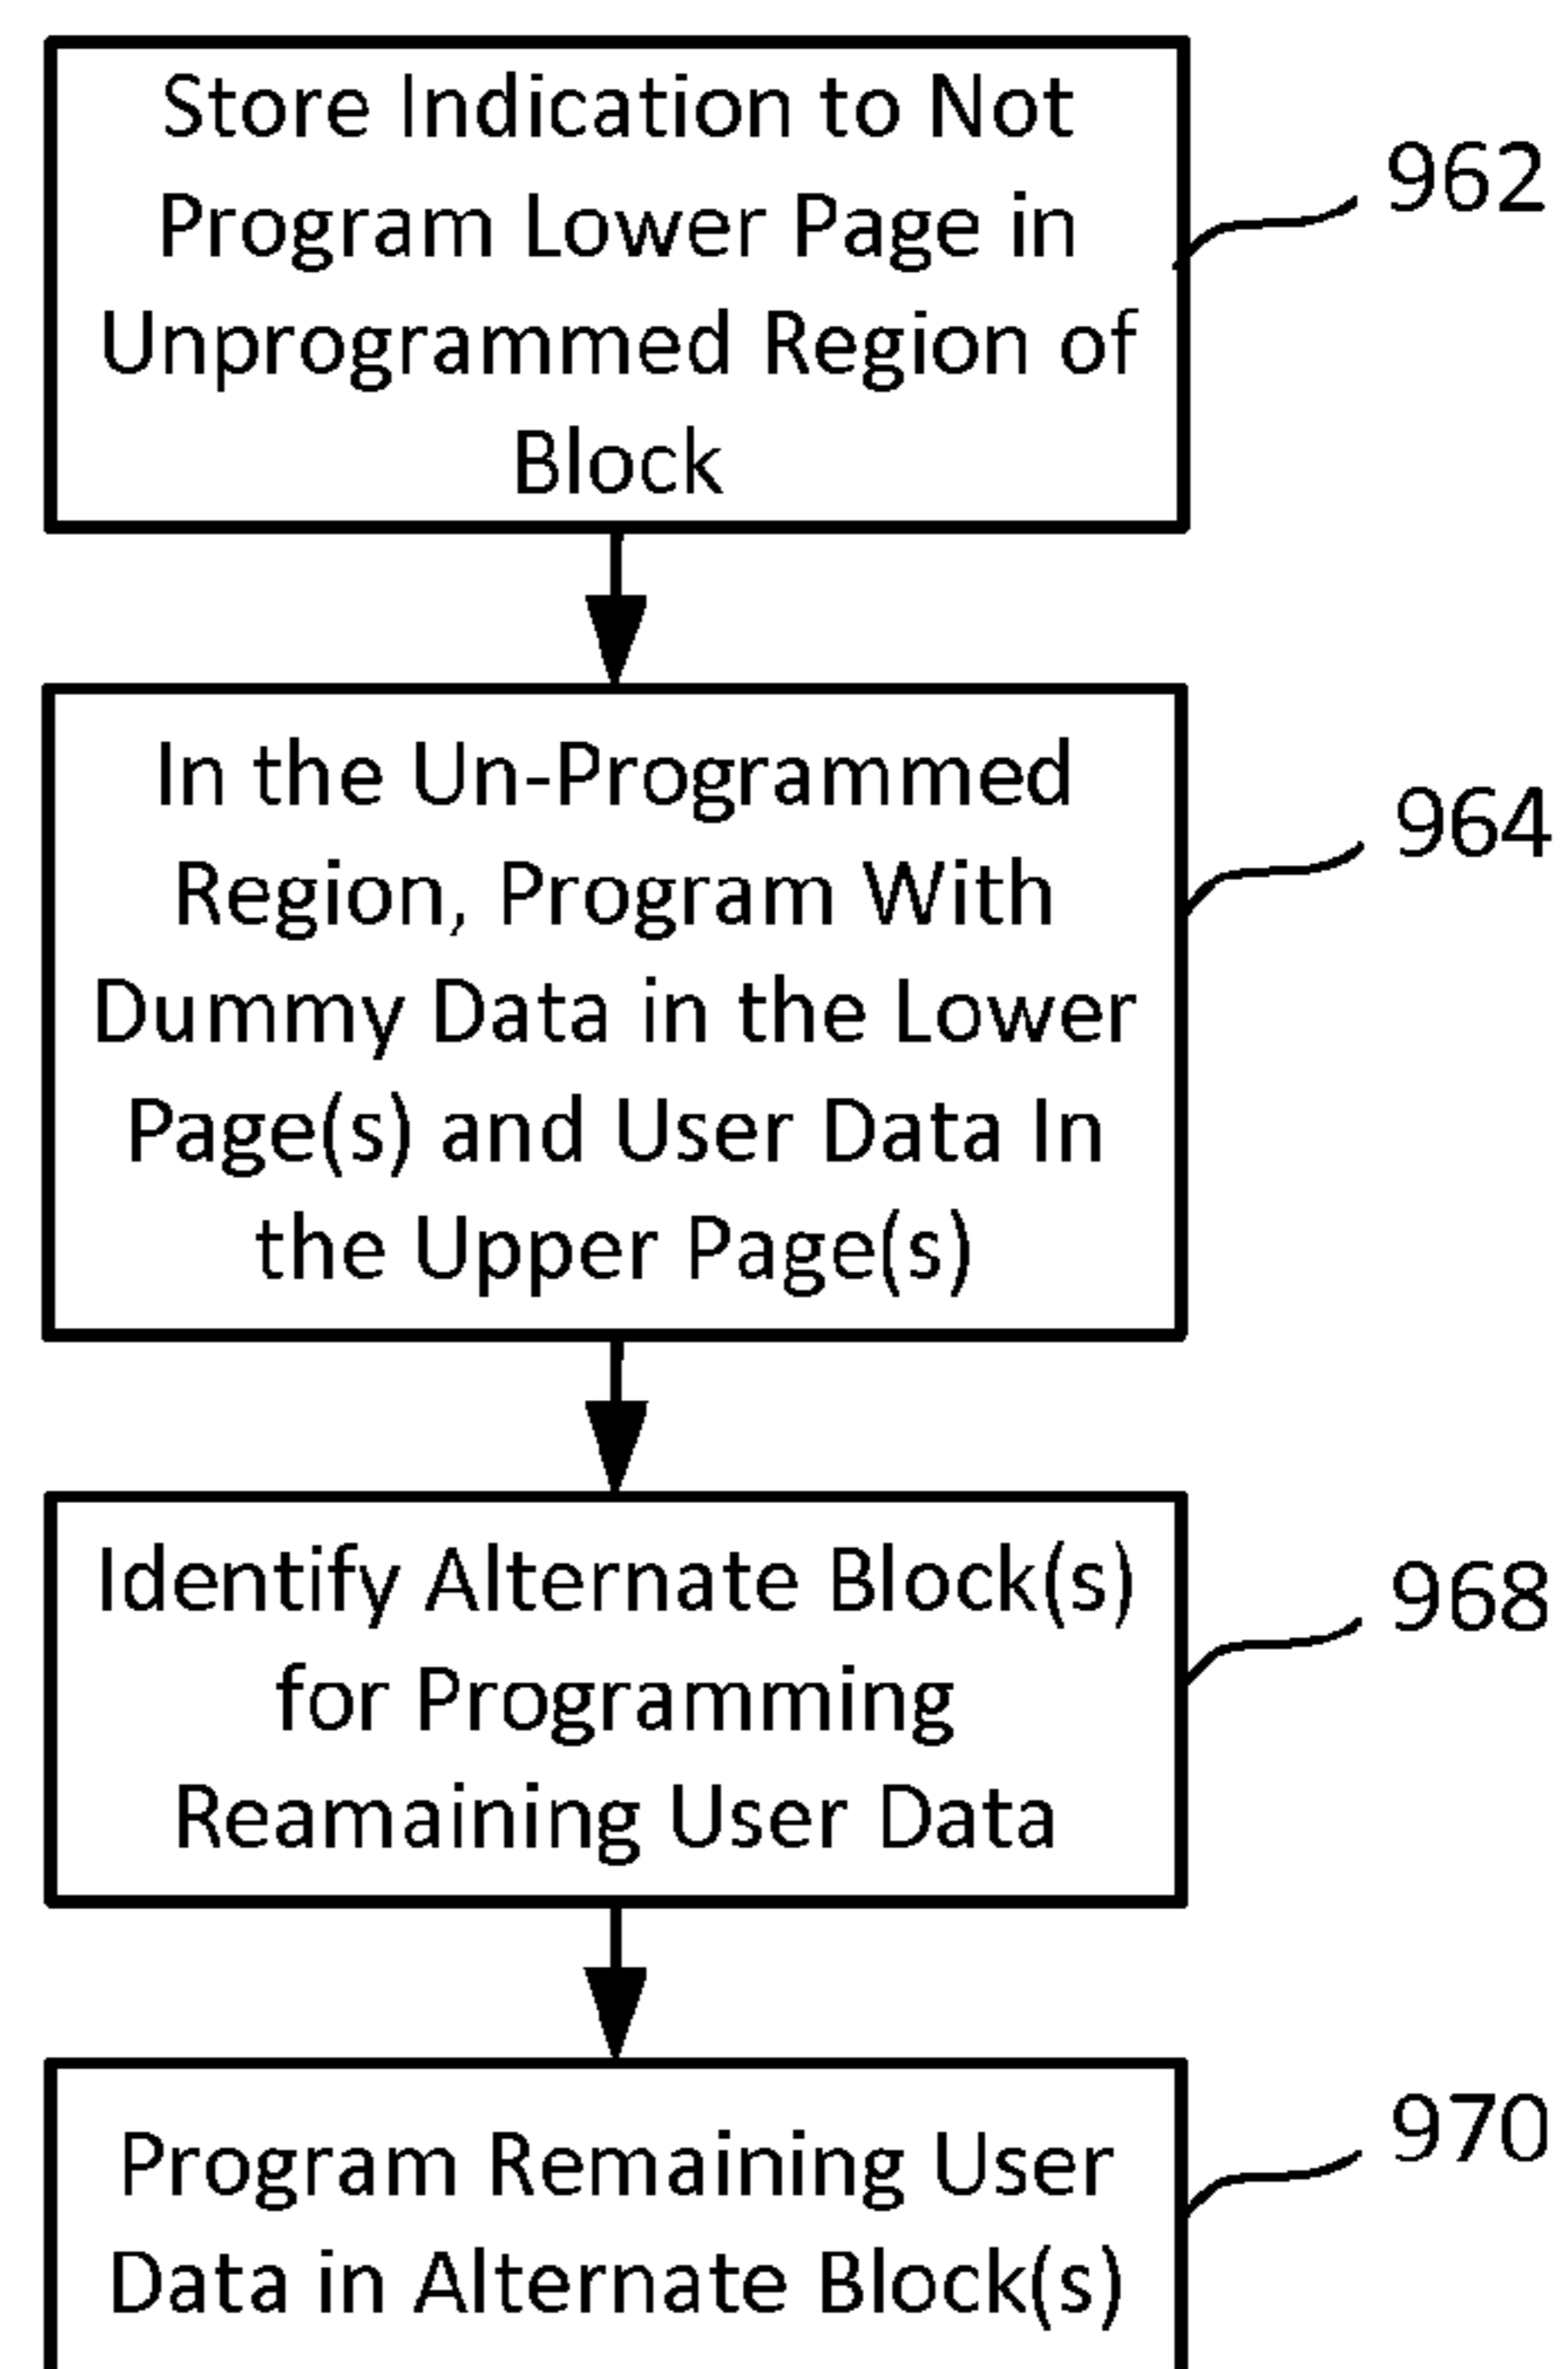 Store Indication to Not
Program Lower Page in
Unprogrammed Region of
Block
962
In the Un-Programmed
Region, Program With
Dummy Data in the Lower
Page(s) and User Data In
the Upper Page(s)
964
Identify Alternate Block(s)
for Programming
Reamaining User Data
968
Program Remaining User
Data in Alternate Block(s)
970